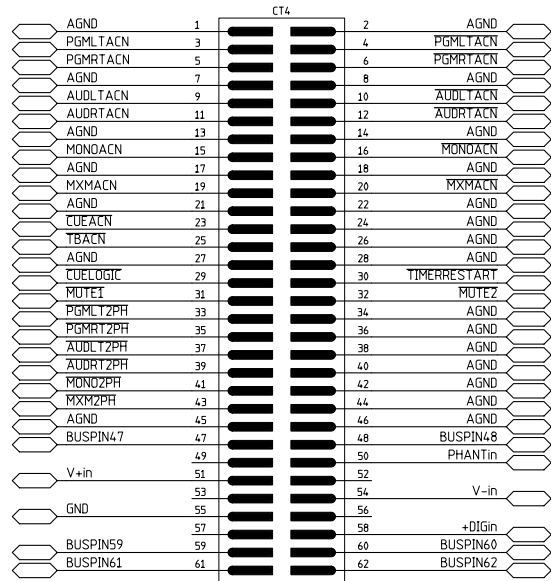 CT4
AGND 1 2 AGND
PGMLTACN 3 4 PGMLTACN
PGMRTACN 5 6 PGMRTACN
AGND 7 8 AGND
AUDLTACN 9 10 AUDLTACN
AUDRTACN 11 12 AUDRTACN
AGND 13 14 AGND
MONOACN 15 16 MONOACN
AGND 17 18 AGND
MXMACN 19 20 MXMACN
AGND 21 22 AGND
CUEACN 23 24 AGND
TBACN 25 26 AGND
AGND 27 28 AGND
CUELOGIC 29 30 TIMERRESTART
MUTE1 31 32 MUTE2
PGMLT2PH 33 34 AGND
PGMRT2PH 35 36 AGND
AUDLT2PH 37 38 AGND
AUDRT2PH 39 40 AGND
MONO2PH 41 42 AGND
MXM2PH 43 44 AGND
AGND 45 46 AGND
BUSPIN47 47 48 BUSPIN48
49 50 PHANTin
V+in 51 52
53 54 V-in
GND 55 56
57 58 +DIGin
BUSPIN59 59 60 BUSPIN60
BUSPIN61 61 62 BUSPIN62